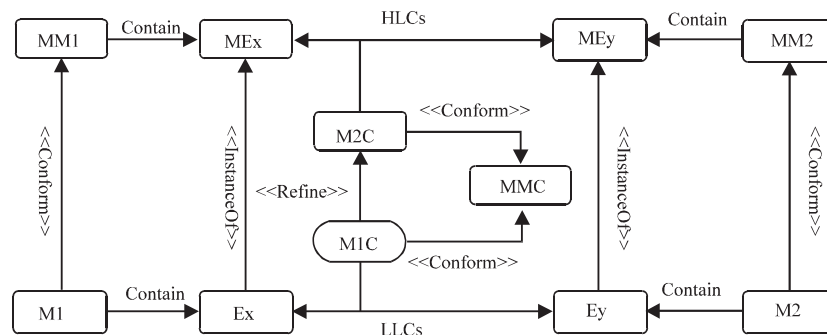 HLCs
Contain
Contain
MM1
MEx
MEy
MM2
<<Conform>>
M2C
<<Conform>>
<<InstanceOf>>
<<InstanceOf>>
<<Conform>>
MMC
<<Refine>>
M1C
<<Conform>>
Contain
Contain
M1
Ex
Ey
M2
LLCs